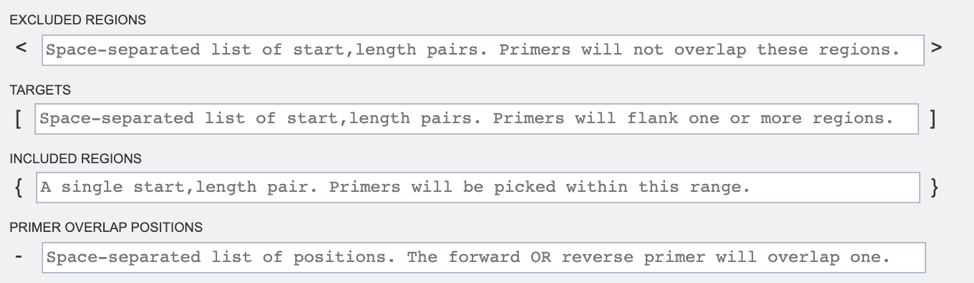 EXCLUDED REGIONS
< Space-separated list of start,length pairs. Primers will not overlap these regions. >
TARGETS
[ Space-separated list of start,length pairs. Primers will flank one or more regions. ]
INCLUDED REGIONS
{ A single start,length pair. Primers will be picked within this range. }
PRIMER OVERLAP POSITIONS
- Space-separated list of positions. The forward OR reverse primer will overlap one.